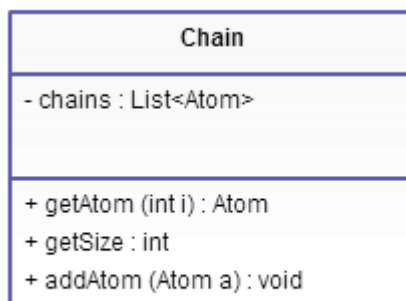 Chain
- chains : List<Atom>
+ getAtom (int i) : Atom
+ getSize : int
+ addAtom (Atom a) : void